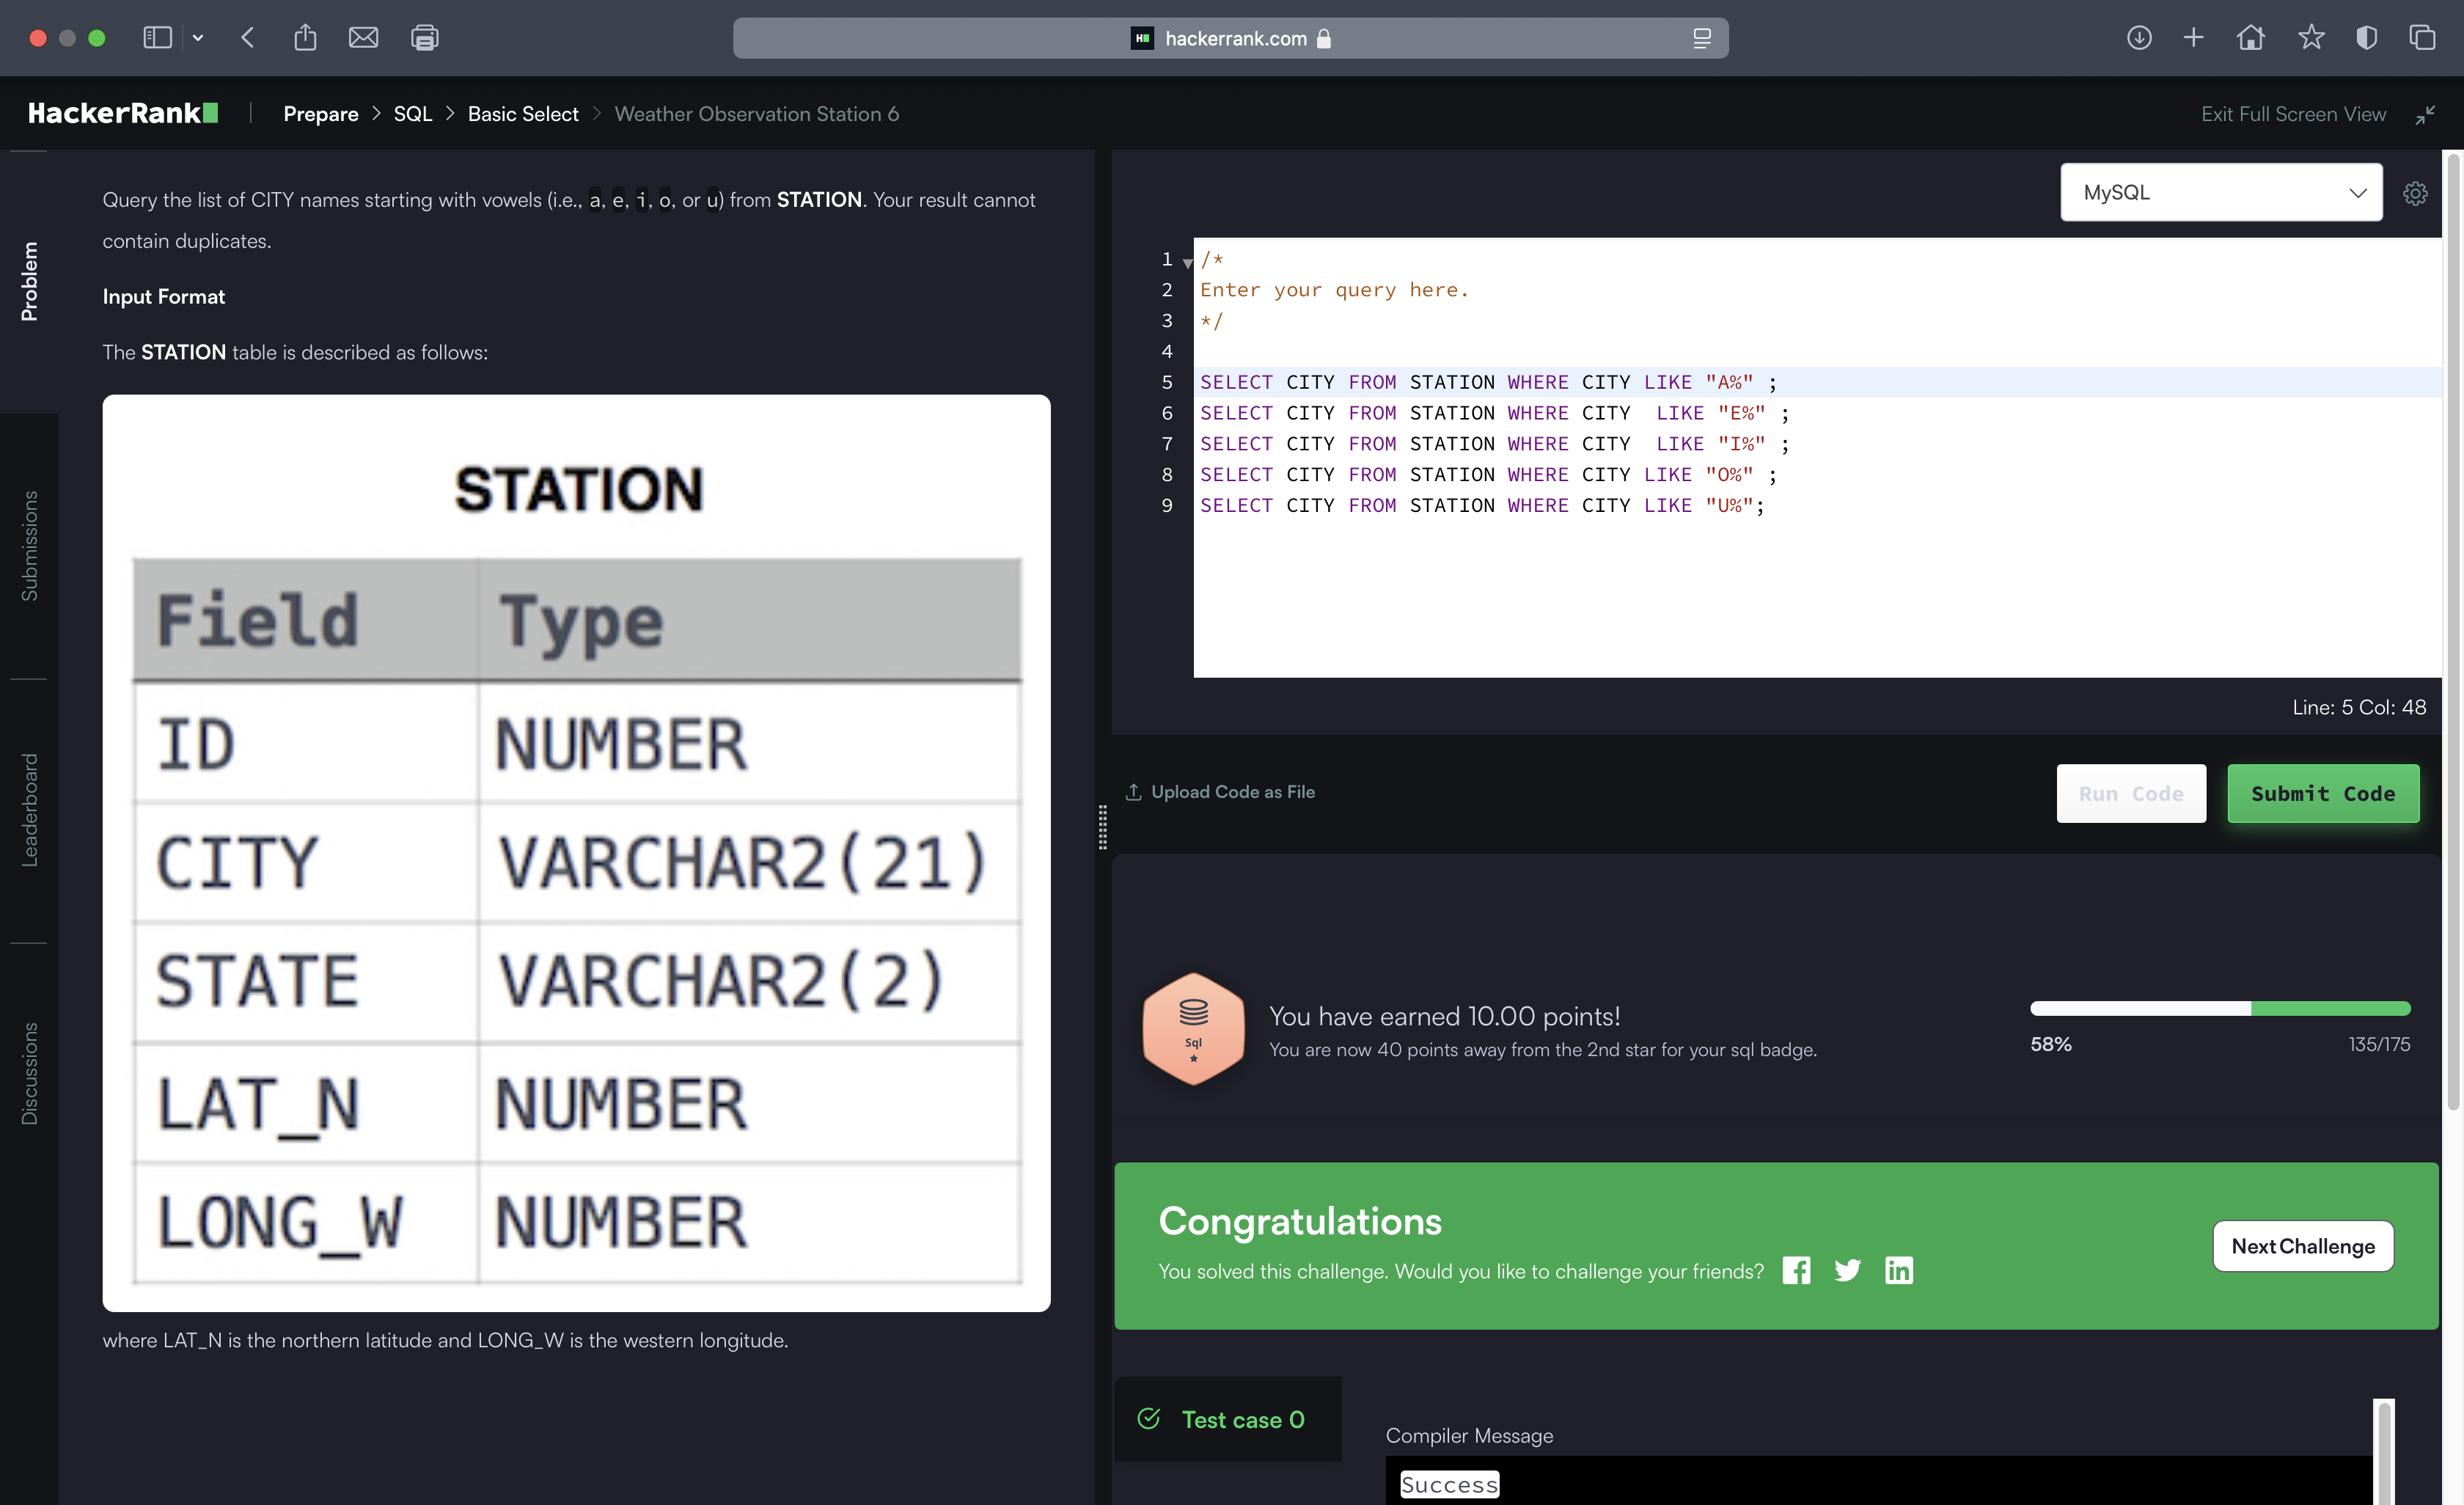 hackerrank.com
HackerRank
Prepare > SQL > Basic Select > Weather Observation Station 6
Exit Full Screen View
Problem
Submissions
Leaderboard
Discussions
Query the list of CITY names starting with vowels (i.e., a, e, i, o, or u) from STATION. Your result cannot
contain duplicates.
Input Format
The STATION table is described as follows:
STATION
Field Type
ID NUMBER
CITY VARCHAR2(21)
STATE VARCHAR2(2)
LAT_N NUMBER
LONG_W NUMBER
where LAT_N is the northern latitude and LONG_W is the western longitude.
MySQL
1 /*
2 Enter your query here.
3 */
4
5 SELECT CITY FROM STATION WHERE CITY LIKE "A%" ;
6 SELECT CITY FROM STATION WHERE CITY  LIKE "E%" ;
7 SELECT CITY FROM STATION WHERE CITY  LIKE "I%" ;
8 SELECT CITY FROM STATION WHERE CITY LIKE "O%" ;
9 SELECT CITY FROM STATION WHERE CITY LIKE "U%";
Line: 5 Col: 48
Upload Code as File
Run Code
Submit Code
Sql
You have earned 10.00 points!
You are now 40 points away from the 2nd star for your sql badge.
58%
135/175
Congratulations
You solved this challenge. Would you like to challenge your friends?
Next Challenge
Test case 0
Compiler Message
Success